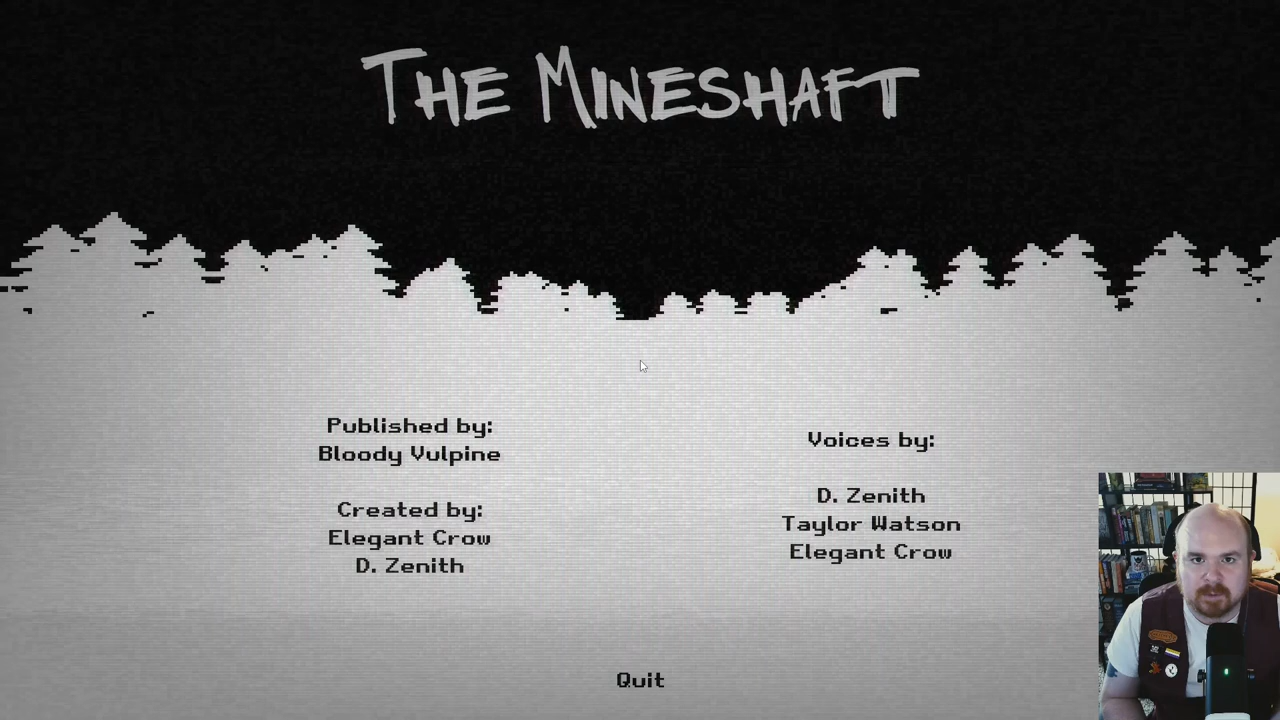 The Mineshaft
Published by:
Bloody Vulpine
Created by:
Elegant Crow
D. Zenith
Voices by:
D. Zenith
Taylor Watson
Elegant Crow
Quit